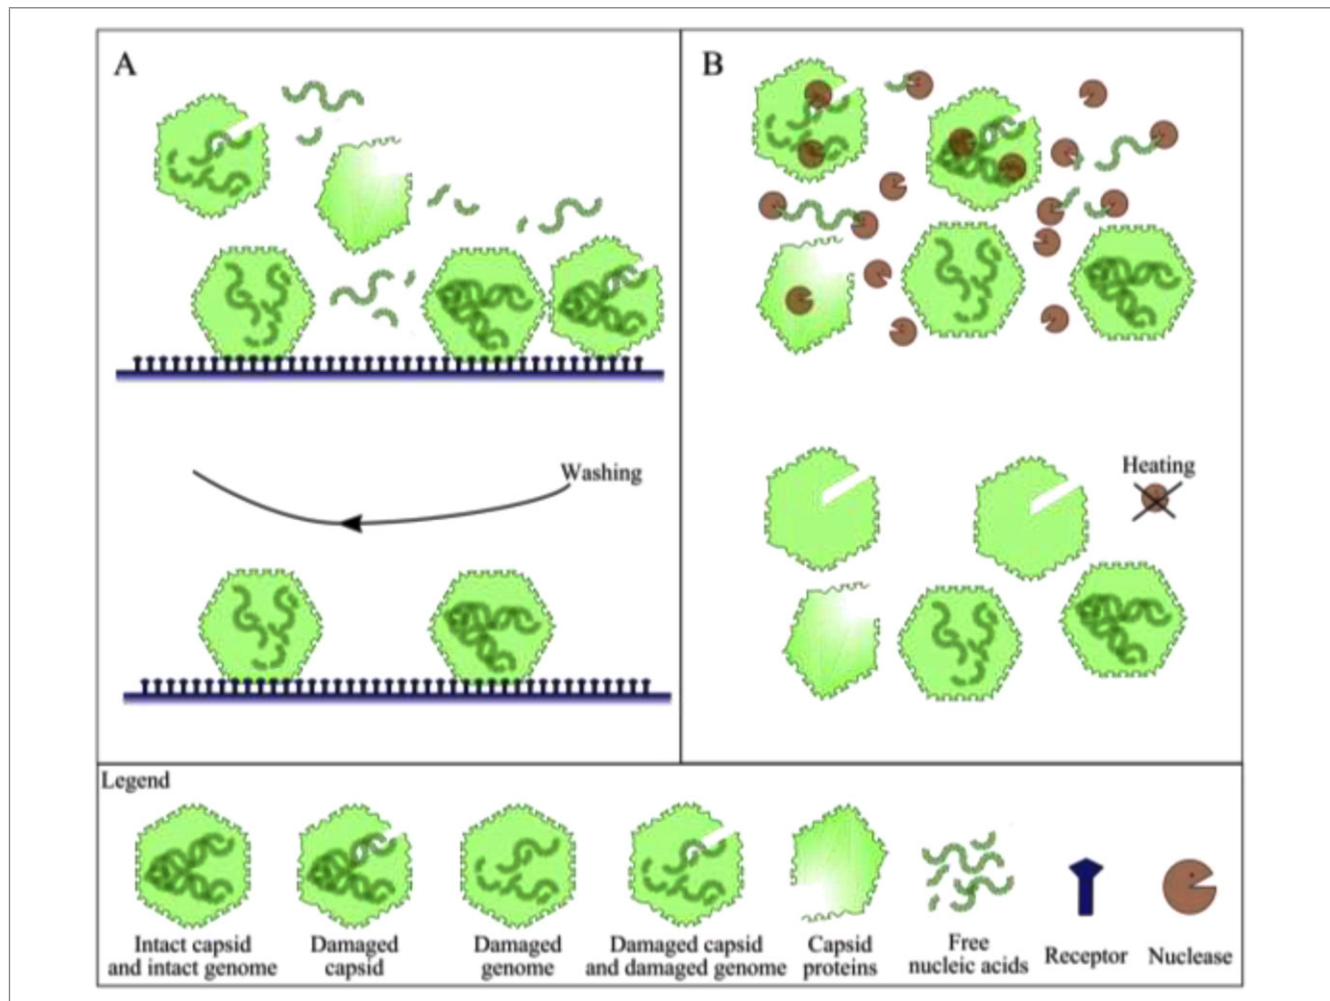 A
B
Washing
Heating
Legend
Intact capsid
and intact genome
Damaged
capsid
Damaged
genome
Damaged capsid
and damaged genome
Capsid
proteins
Free
nucleic acids
Receptor
Nuclease